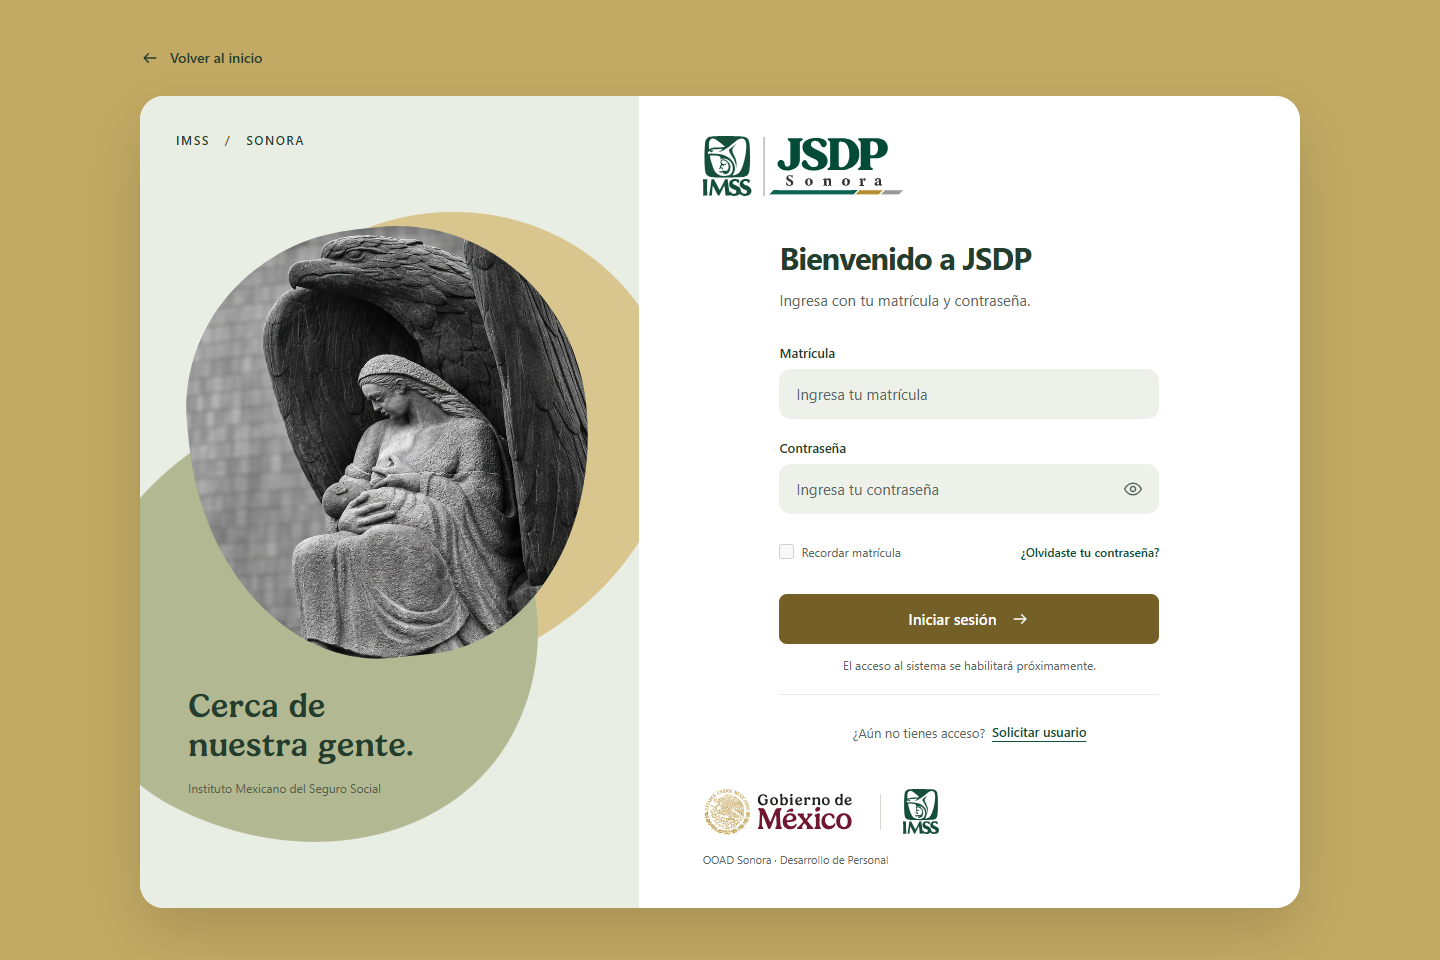 Volver al inicio
IMSS / SONORA
Cerca de
nuestra gente.
Instituto Mexicano del Seguro Social
IMSS
JSDP
Sonora
Bienvenido a JSDP
Ingresa con tu matrícula y contraseña.
Matrícula
Ingresa tu matrícula
Contraseña
Ingresa tu contraseña
Recordar matrícula
¿Olvidaste tu contraseña?
Iniciar sesión
El acceso al sistema se habilitará próximamente.
¿Aún no tienes acceso? Solicitar usuario
Gobierno de
México
IMSS
OOAD Sonora · Desarrollo de Personal